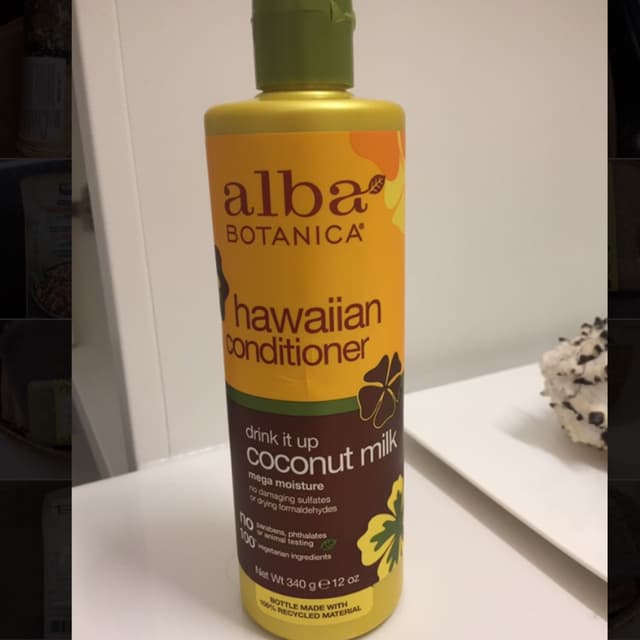 alba
BOTANICA®
hawaiian
conditioner
drink it up
coconut milk
mega moisture
no damaging sulfates
or drying formaldehydes
no parabens, phthalates
or animal testing
100% vegetarian ingredients
Net Wt 340 g e 12 oz
BOTTLE MADE WITH
100% RECYCLED MATERIAL